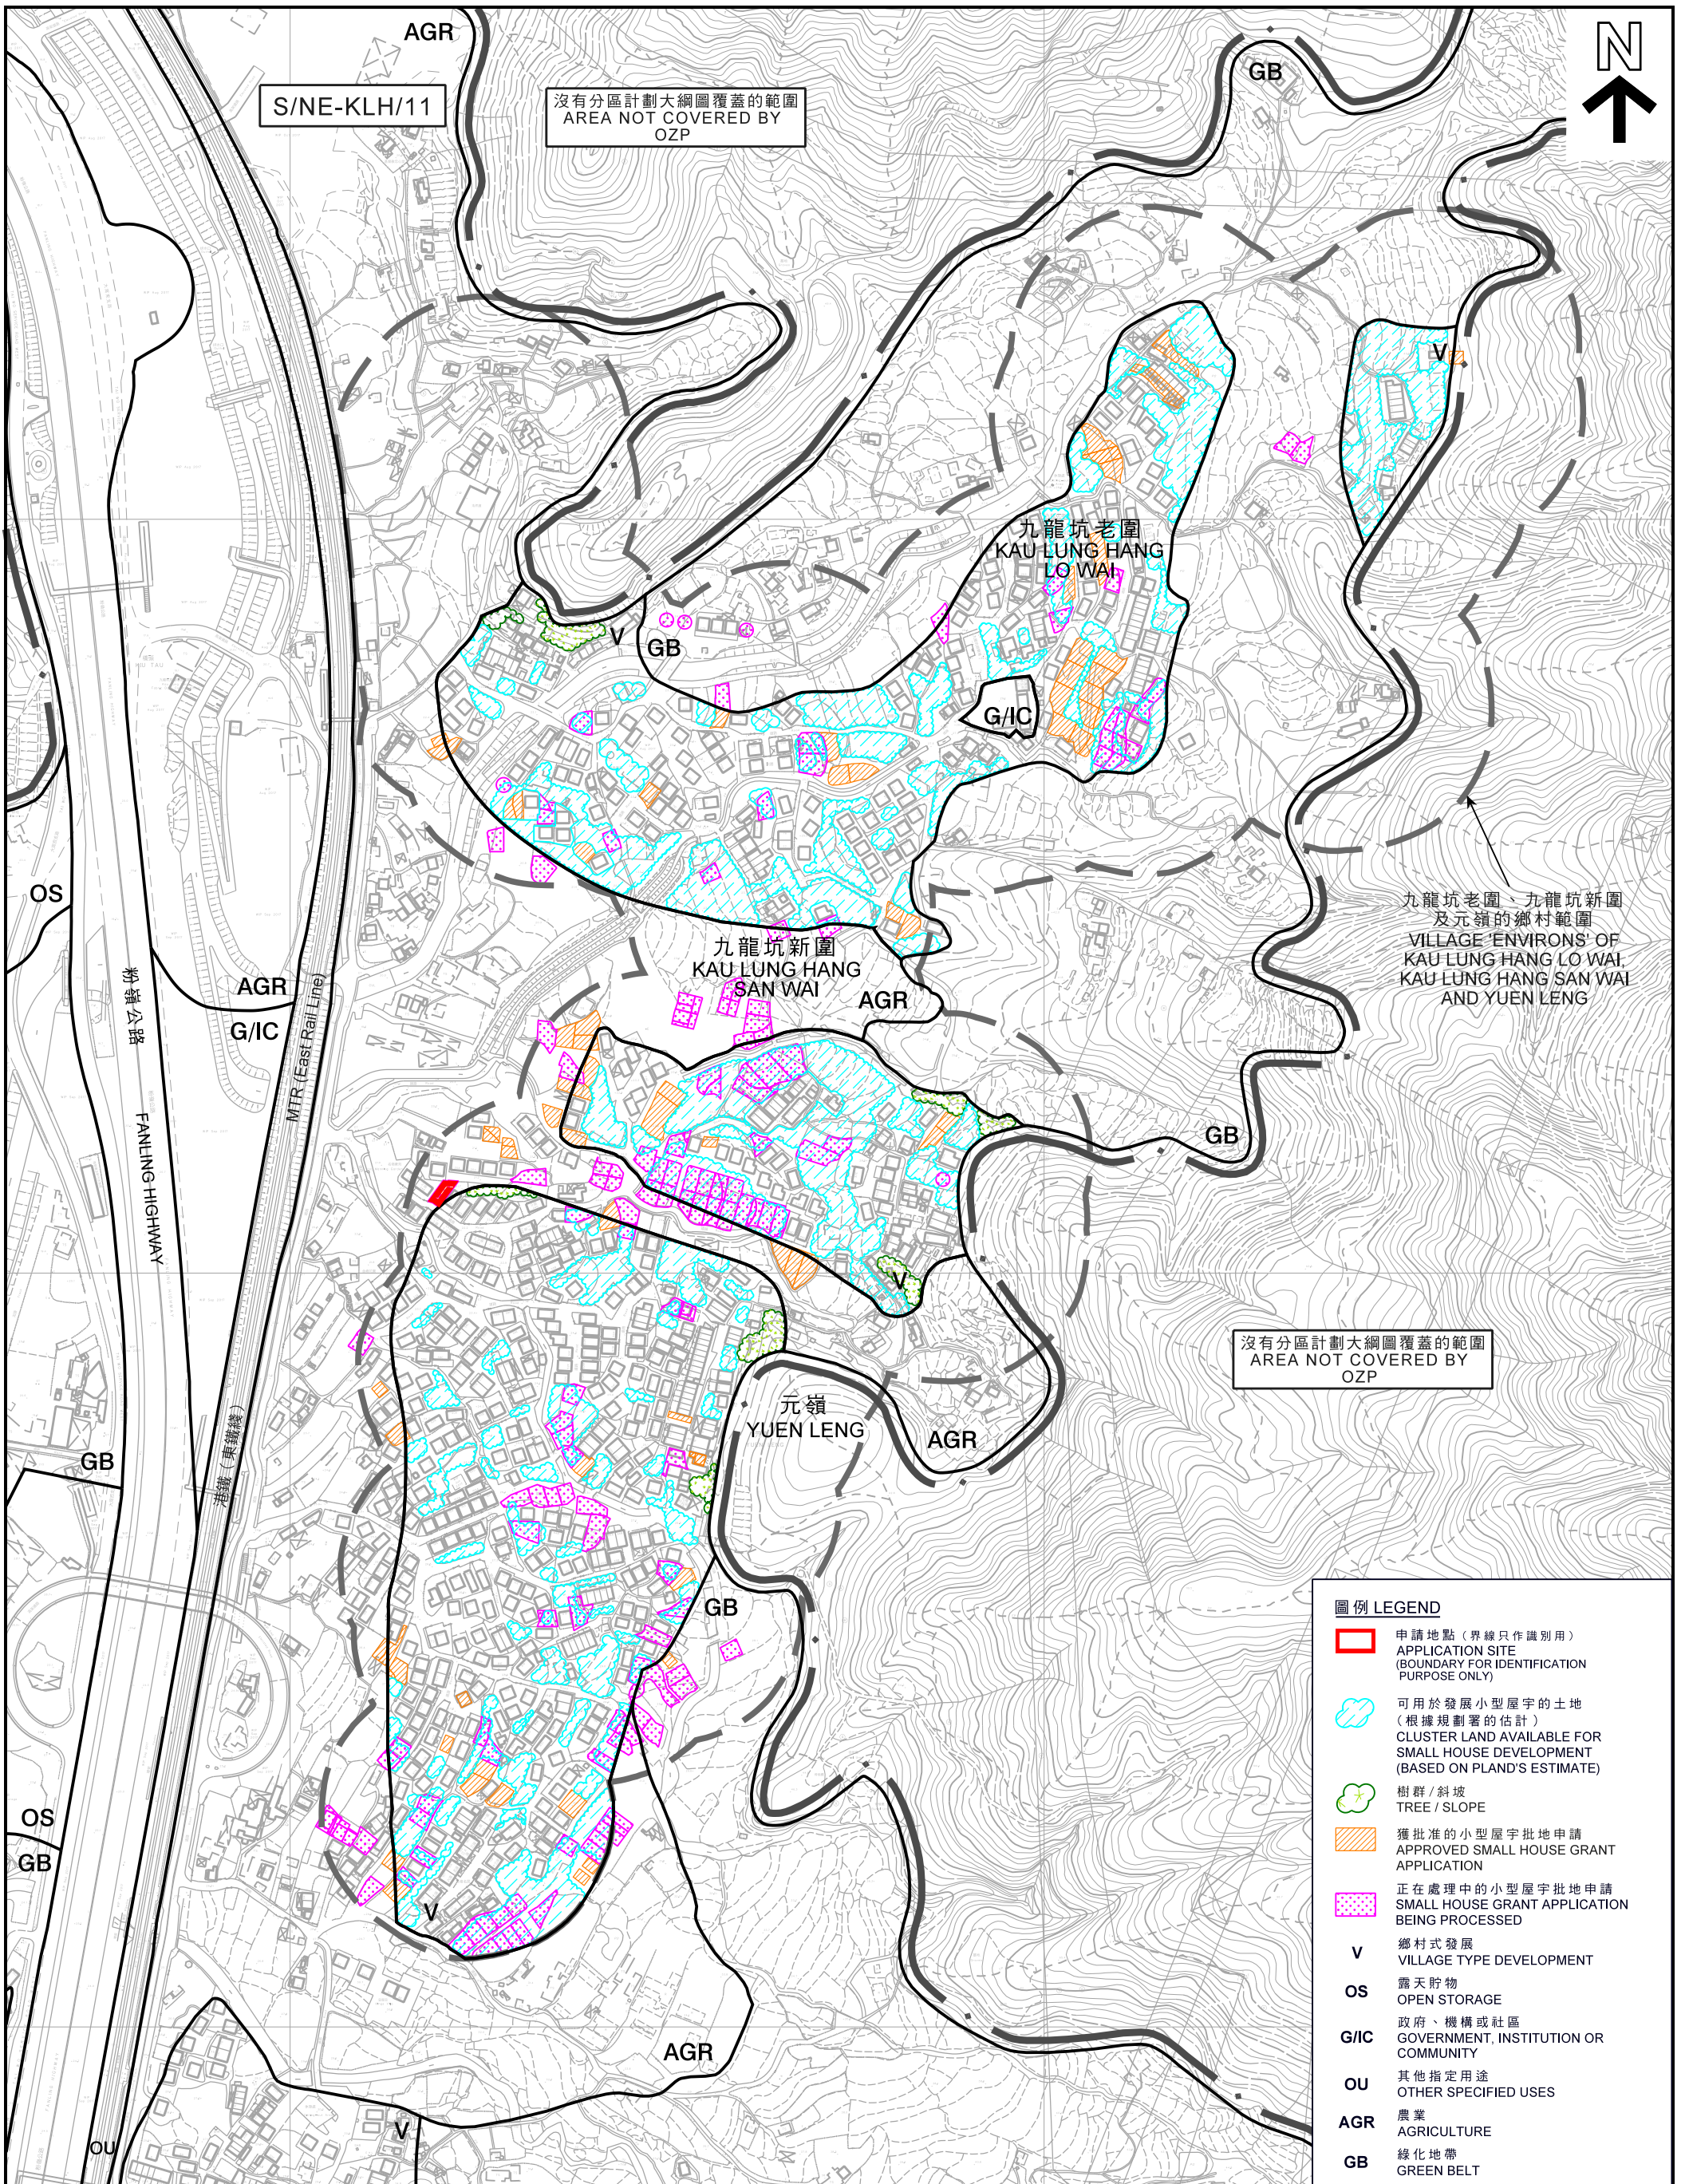 AGR
S/NE-KLH/11
沒有分區計劃大綱圖覆蓋的範圍
AREA NOT COVERED BY
OZP
GB
N
V
九龍坑老圍
KAU LUNG HANG
LO WAI
V
GB
G/IC
OS
九龍坑老圍、九龍坑新圍
及元嶺的鄉村範圍
VILLAGE 'ENVIRONS' OF
KAU LUNG HANG LO WAI,
KAU LUNG HANG SAN WAI
AND YUEN LENG
九龍坑新圍
KAU LUNG HANG
SAN WAI
AGR
AGR
G/IC
粉嶺公路
FANLING HIGHWAY
MTR (East Rail Line)
港鐵（東鐵綫）
GB
V
沒有分區計劃大綱圖覆蓋的範圍
AREA NOT COVERED BY
OZP
元嶺
YUEN LENG
AGR
GB
GB
OS
GB
V
AGR
V
OU
圖例 LEGEND
申請地點（界線只作識別用）
APPLICATION SITE
(BOUNDARY FOR IDENTIFICATION
PURPOSE ONLY)
可用於發展小型屋宇的土地
（根據規劃署的估計）
CLUSTER LAND AVAILABLE FOR
SMALL HOUSE DEVELOPMENT
(BASED ON PLAND'S ESTIMATE)
樹群/斜坡
TREE / SLOPE
獲批准的小型屋宇批地申請
APPROVED SMALL HOUSE GRANT
APPLICATION
正在處理中的小型屋宇批地申請
SMALL HOUSE GRANT APPLICATION
BEING PROCESSED
V 鄉村式發展
VILLAGE TYPE DEVELOPMENT
OS 露天貯物
OPEN STORAGE
G/IC 政府、機構或社區
GOVERNMENT, INSTITUTION OR
COMMUNITY
OU 其他指定用途
OTHER SPECIFIED USES
AGR 農業
AGRICULTURE
GB 綠化地帶
GREEN BELT